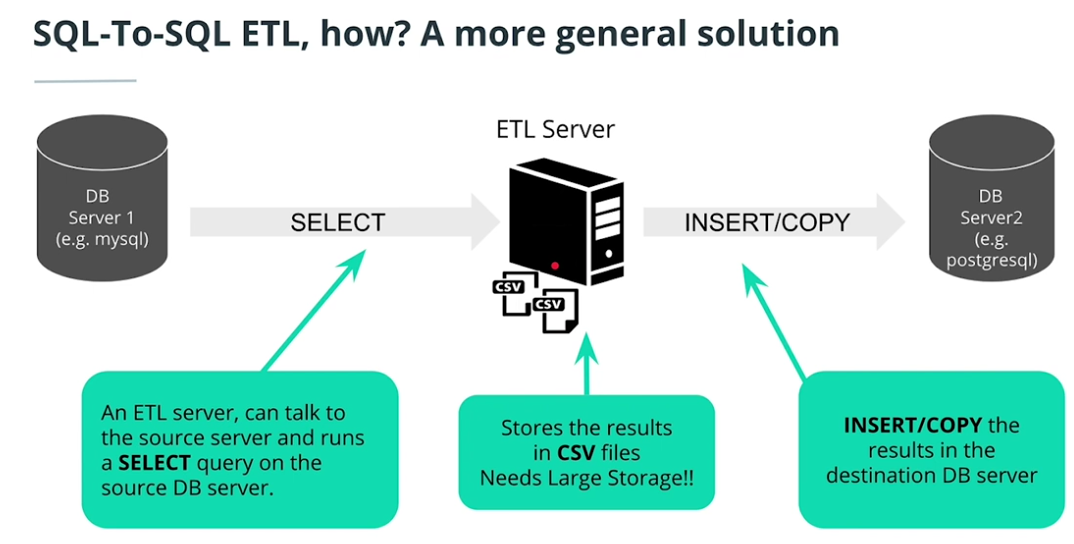 SQL-To-SQL ETL, how? A more general solution
ETL Server
DB
Server 1
(e.g. mysql)
SELECT
INSERT/COPY
DB
Server2
(e.g.
postgresql)
CSV
CSV
An ETL server, can talk to
the source server and runs
a SELECT query on the
source DB server.
Stores the results
in CSV files
Needs Large Storage!!
INSERT/COPY the
results in the
destination DB server